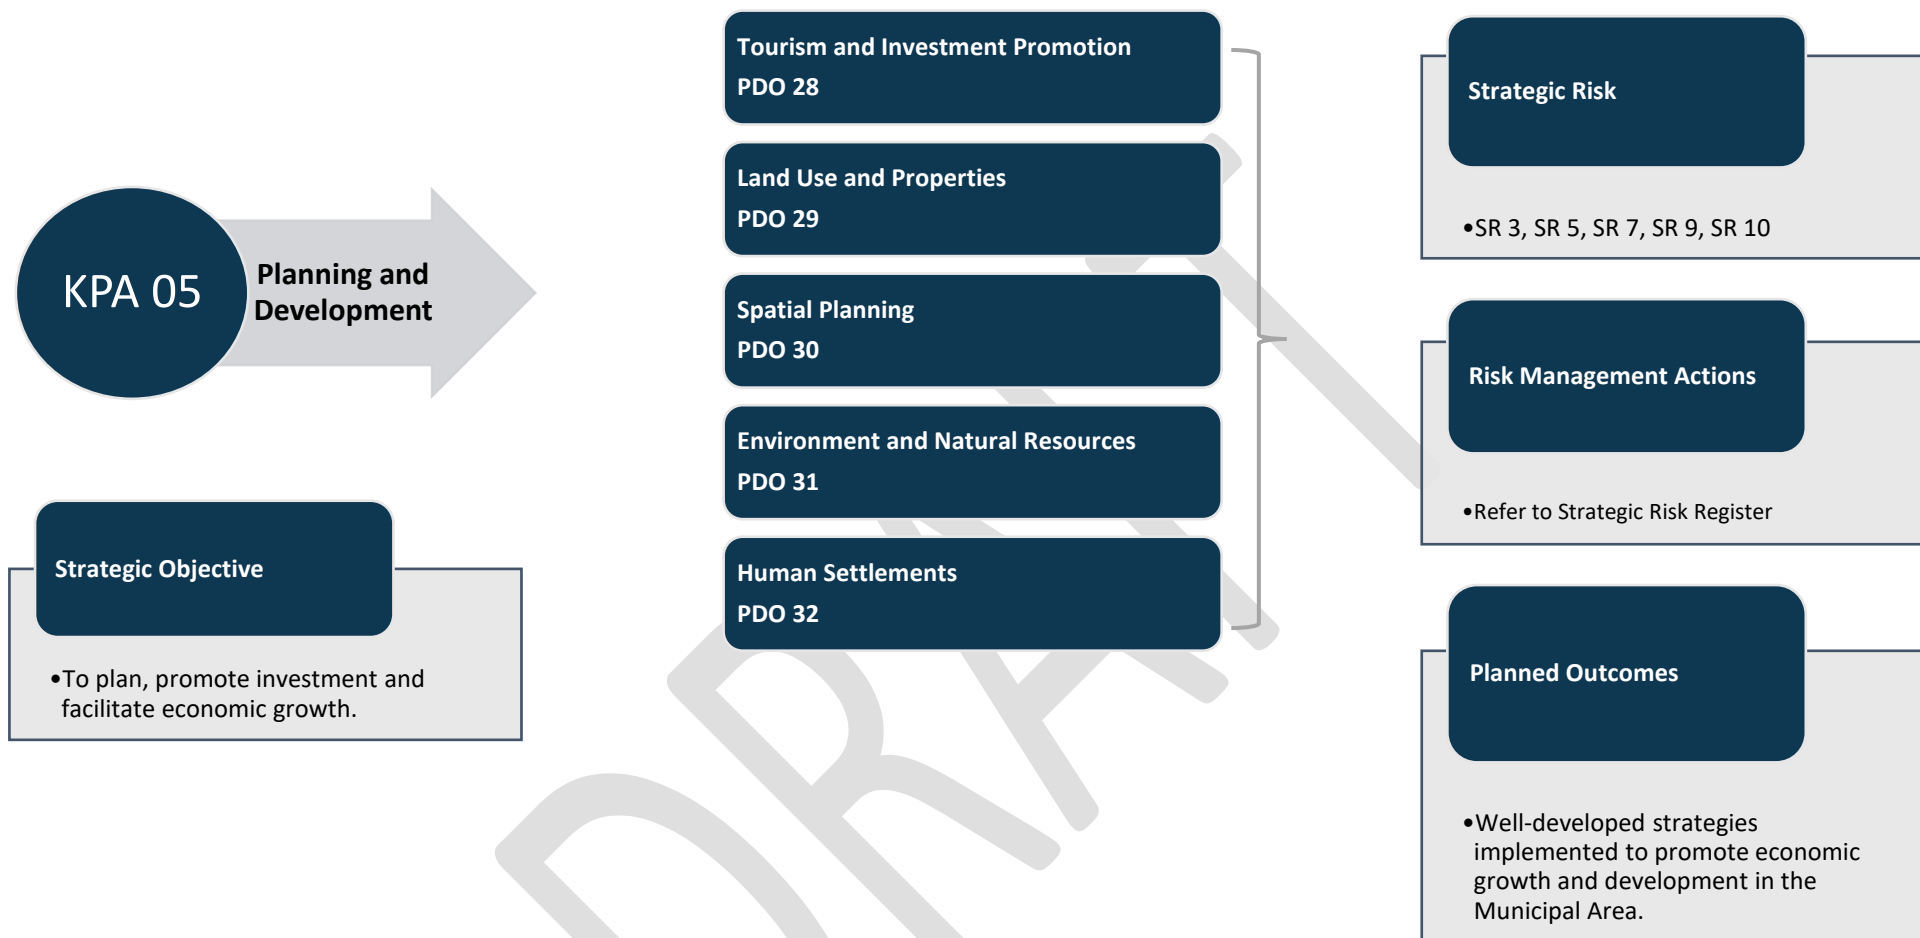 KPA 05
Planning and
Development
Strategic Objective
•To plan, promote investment and
facilitate economic growth.
Tourism and Investment Promotion
PDO 28
Land Use and Properties
PDO 29
Spatial Planning
PDO 30
Environment and Natural Resources
PDO 31
Human Settlements
PDO 32
Strategic Risk
•SR 3, SR 5, SR 7, SR 9, SR 10
Risk Management Actions
•Refer to Strategic Risk Register
Planned Outcomes
•Well-developed strategies
implemented to promote economic
growth and development in the
Municipal Area.
DRAFT